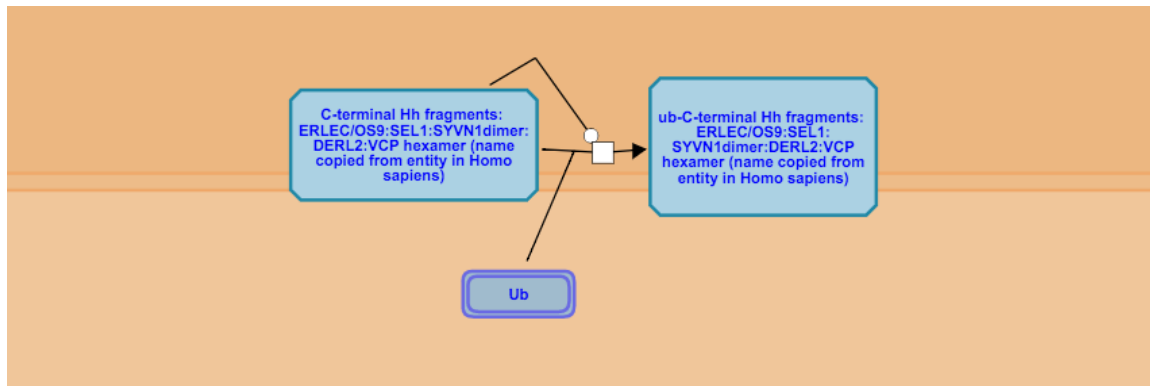 C-terminal Hh fragments:
ERLEC/OS9:SEL1:SYVN1dimer:
DERL2:VCP hexamer (name
copied from entity in Homo
sapiens)
ub-C-terminal Hh fragments:
ERLEC/OS9:SEL1:
SYVN1dimer:DERL2:VCP
hexamer (name copied from
entity in Homo sapiens)
Ub